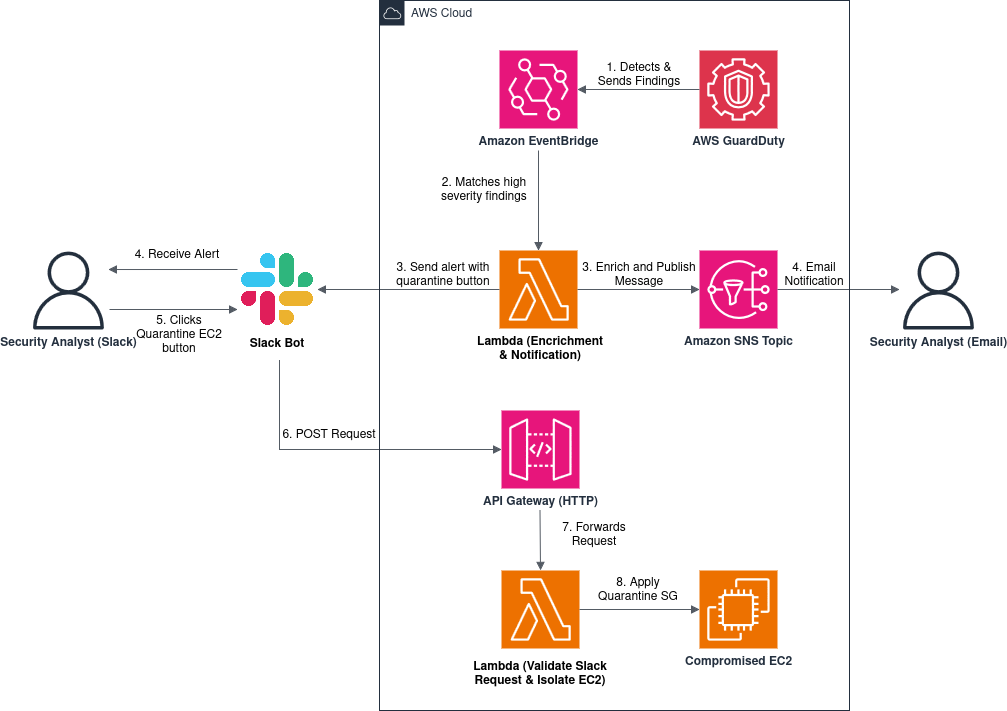 AWS Cloud
1. Detects &
Sends Findings
Amazon EventBridge
AWS GuardDuty
2. Matches high
severity findings
4. Receive Alert
3. Send alert with
quarantine button
3. Enrich and Publish
Message
4. Email
Notification
5. Clicks
Quarantine EC2
button
Security Analyst (Slack)
Slack Bot
Lambda (Encrichment
& Notification)
Amazon SNS Topic
Security Analyst (Email)
6. POST Request
API Gateway (HTTP)
7. Forwards
Request
8. Apply
Quarantine SG
Lambda (Validate Slack
Request & Isolate EC2)
Compromised EC2